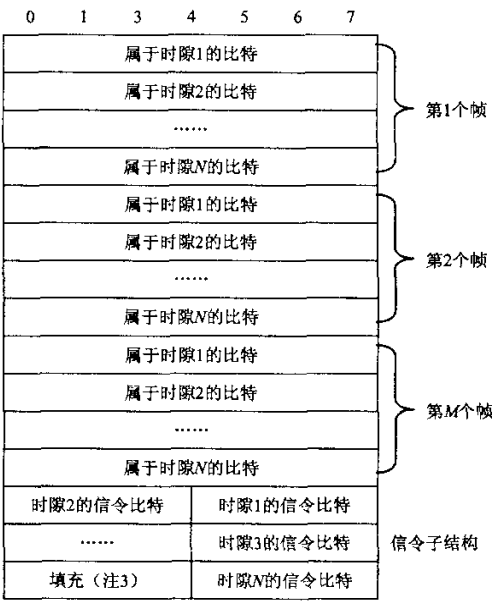 0 1 2 3 4 5 6 7
属于时隙1的比特
属于时隙2的比特
……
属于时隙N的比特
第1个帧
属于时隙1的比特
属于时隙2的比特
……
属于时隙N的比特
第2个帧
属于时隙1的比特
属于时隙2的比特
……
属于时隙N的比特
第M个帧
时隙2的信令比特 时隙1的信令比特
…… 时隙3的信令比特 信令子结构
填充（注3） 时隙N的信令比特